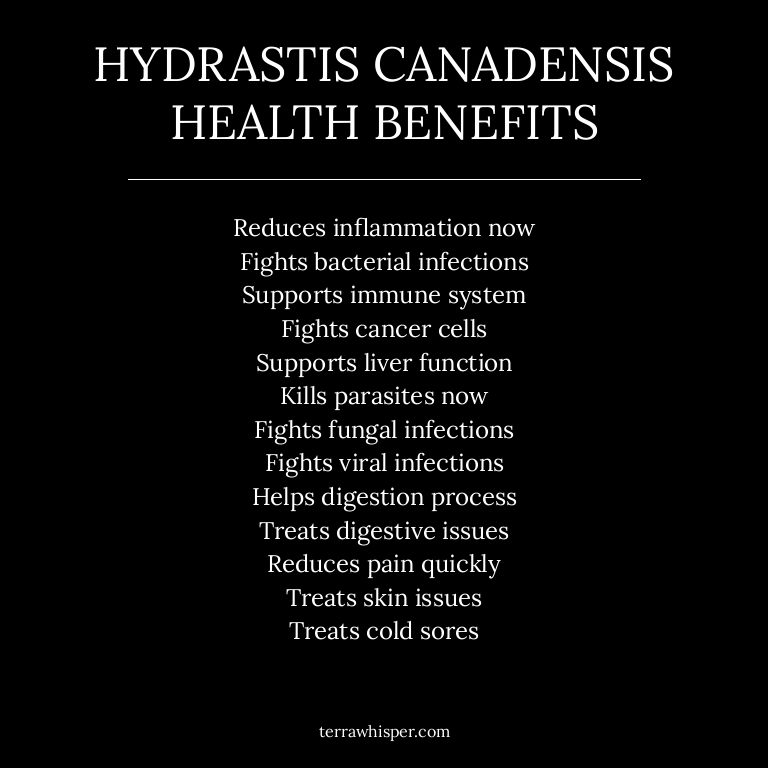 HYDRASTIS CANADENSIS
HEALTH BENEFITS
Reduces inflammation now
Fights bacterial infections
Supports immune system
Fights cancer cells
Supports liver function
Kills parasites now
Fights fungal infections
Fights viral infections
Helps digestion process
Treats digestive issues
Reduces pain quickly
Treats skin issues
Treats cold sores
terrawhisper.com